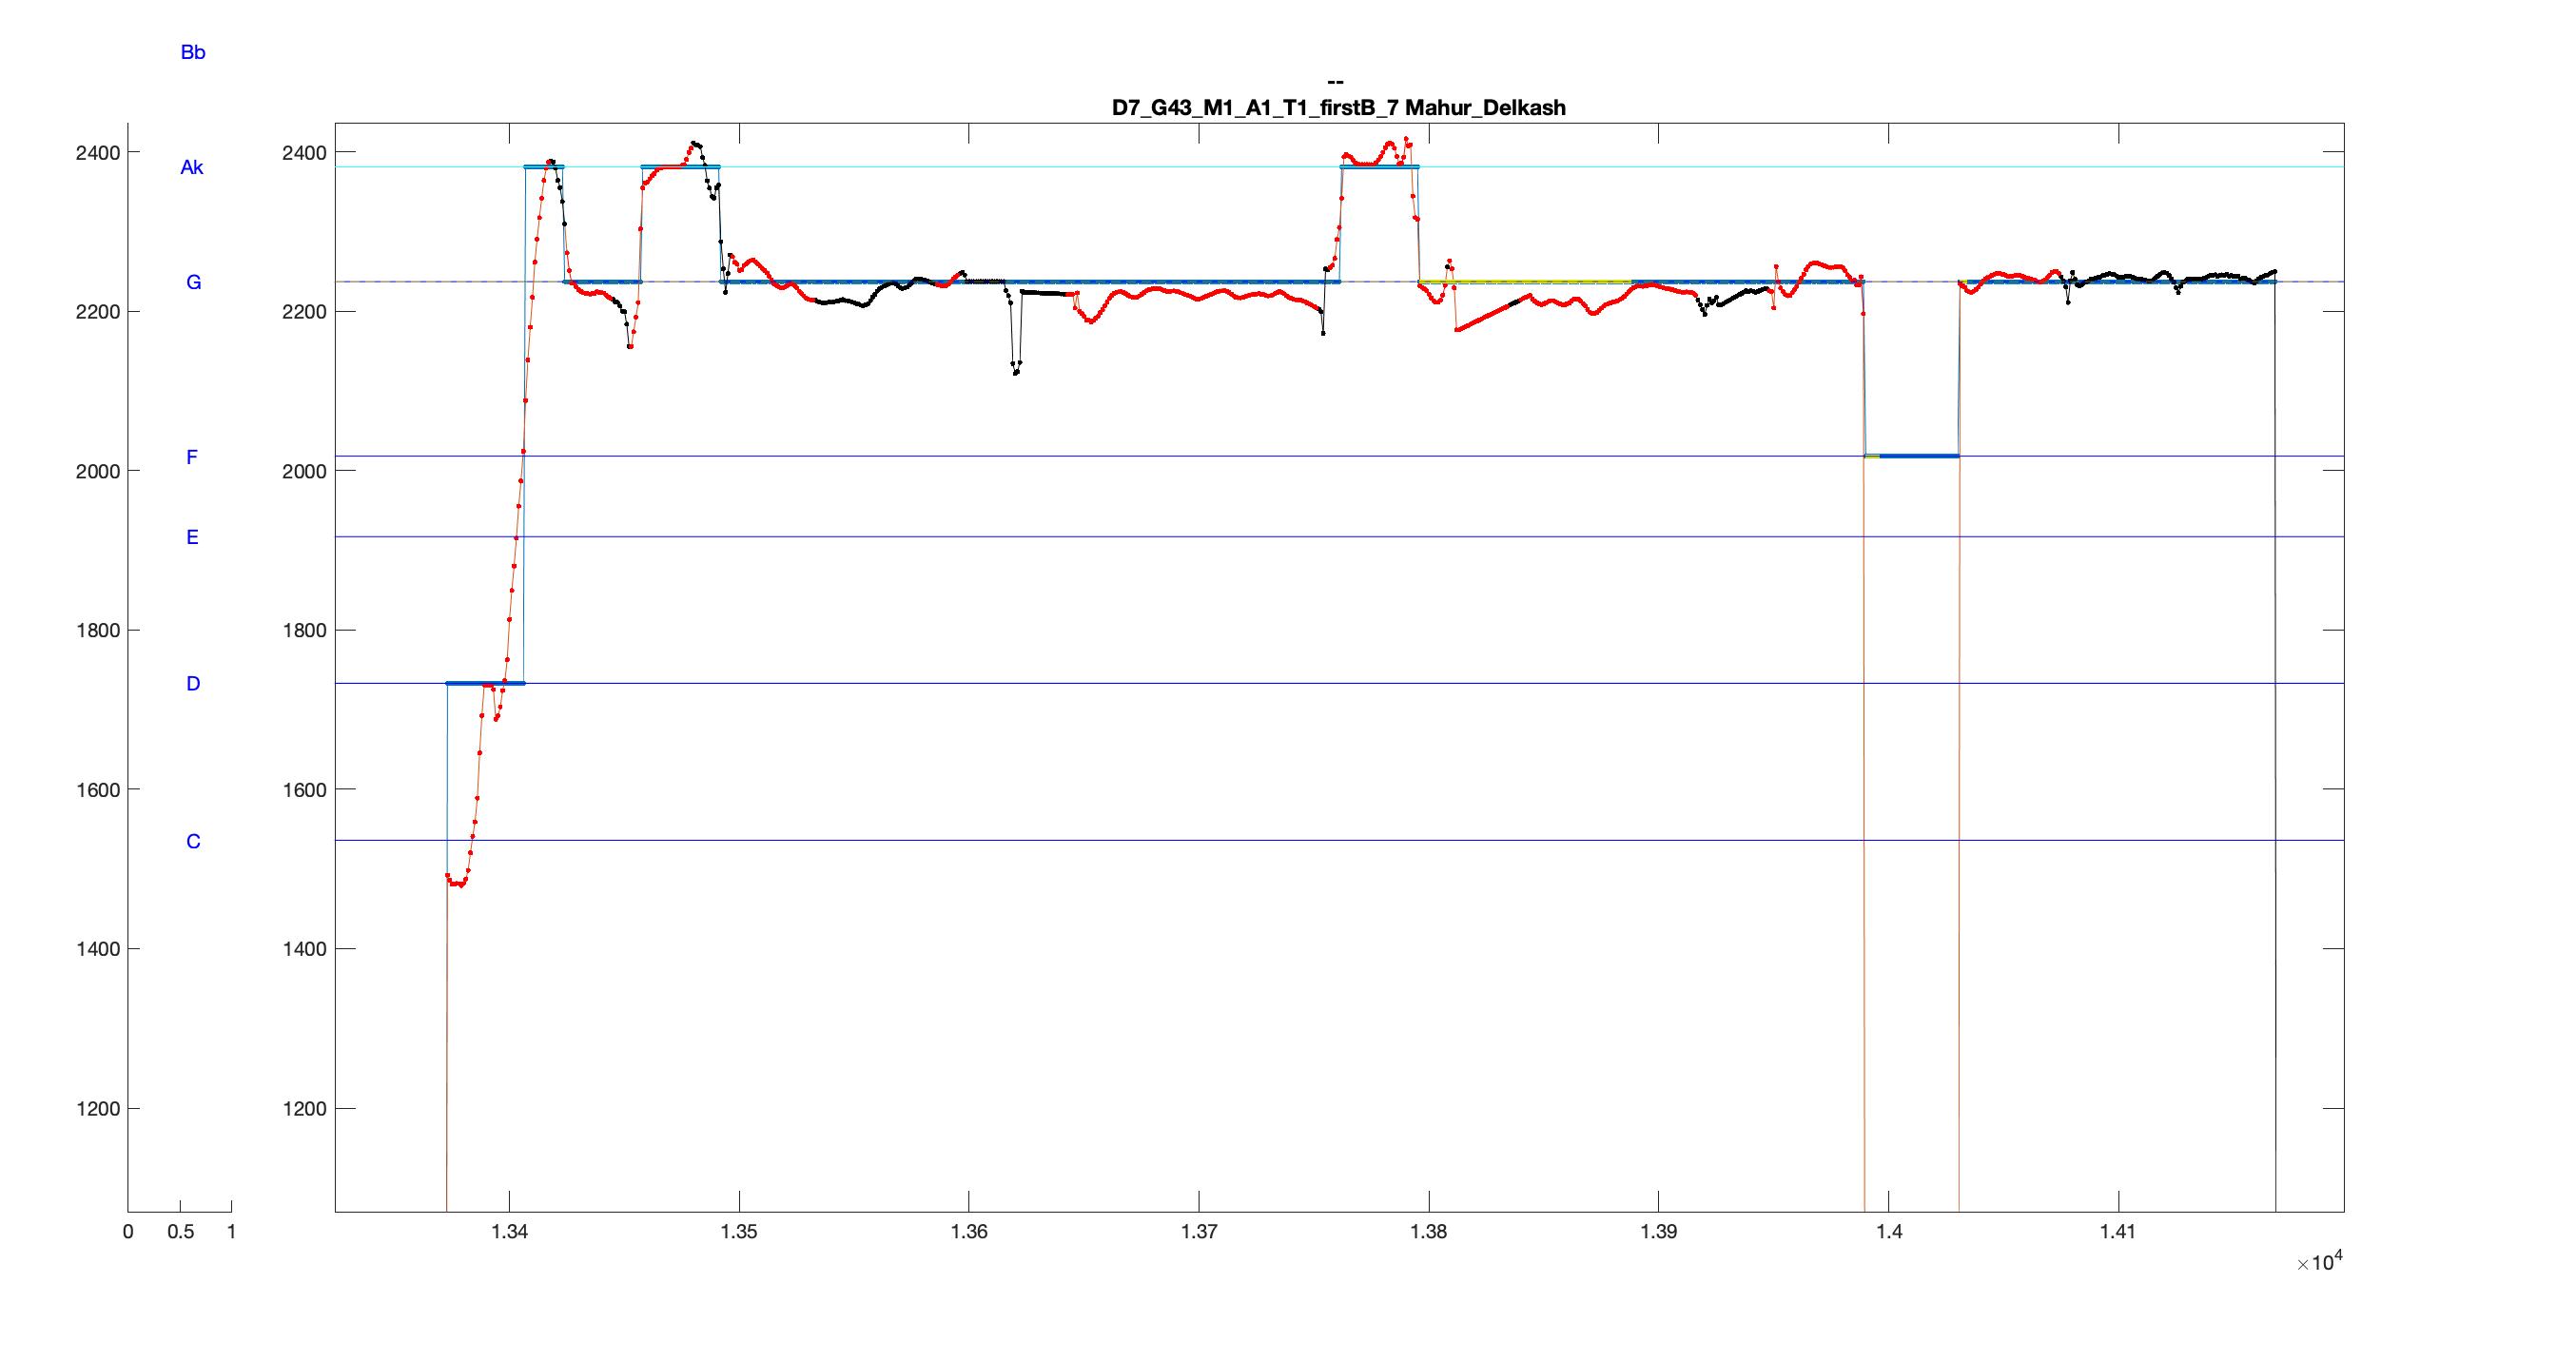 Bb
--
D7_G43_M1_A1_T1_firstB_7 Mahur_Delkash
2400 2400
Ak
G
2200 2200
F
2000 2000
E
1800 1800
D
1600 1600
C
1400 1400
1200 1200
0 0.5 1 1.34 1.35 1.36 1.37 1.38 1.39 1.4 1.41
×10^4